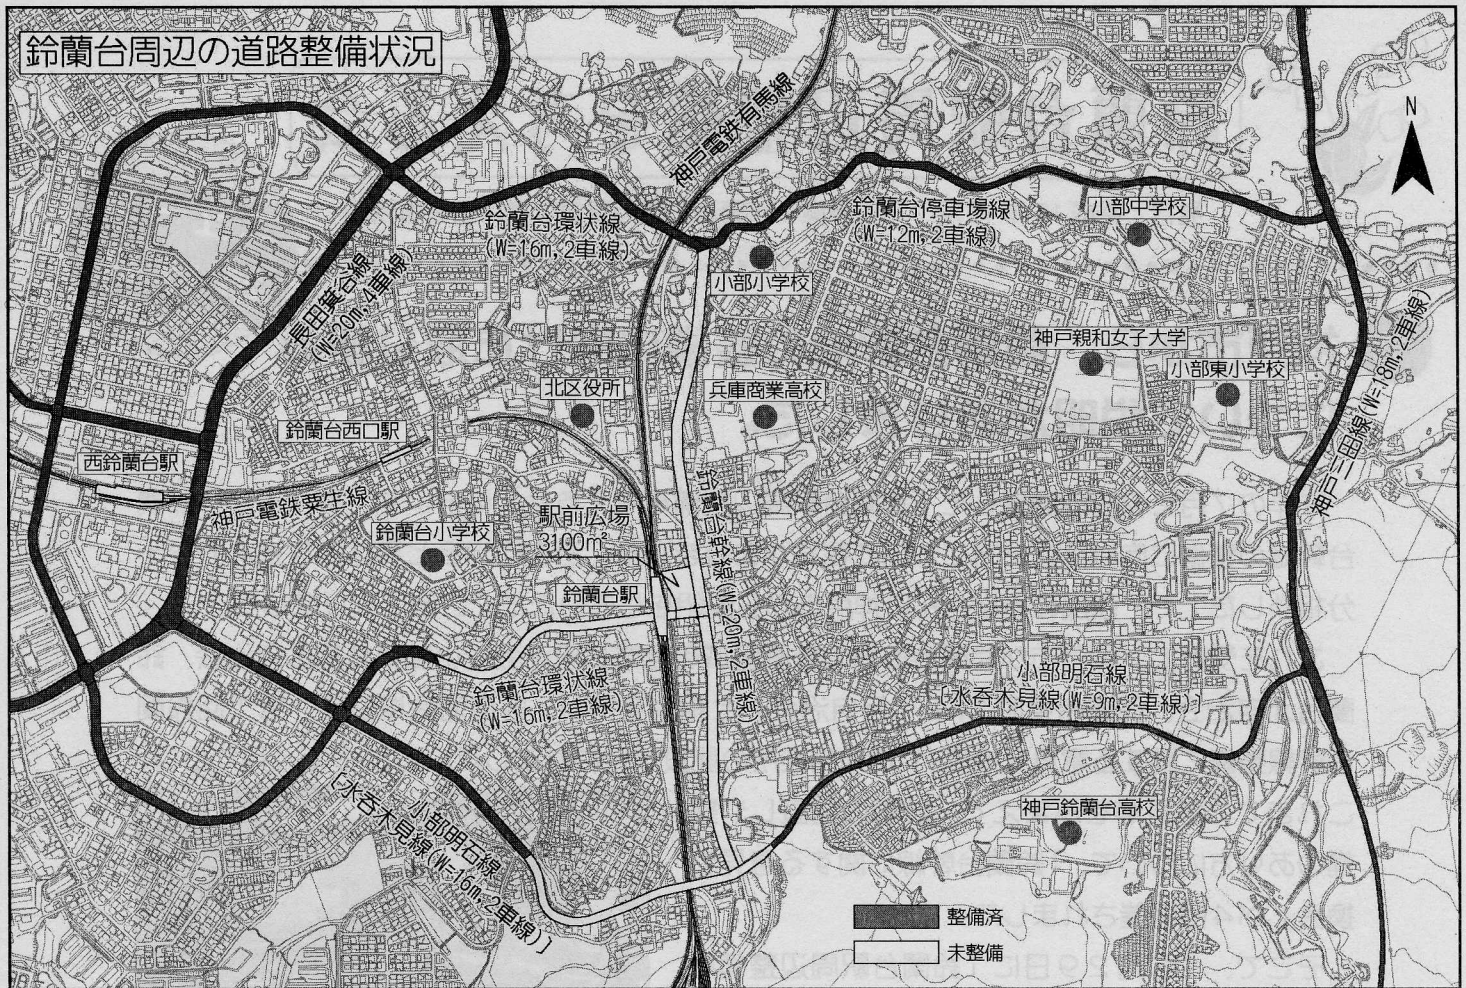 鈴蘭台周辺の道路整備状況
N
神戸電鉄有馬線
鈴蘭台環状線
(W=16m,2車線)
鈴蘭台停車場線
(W=12m,2車線)
小部中学校
小部小学校
長田箕谷線
(W=20m,4車線)
神戸親和女子大学
小部東小学校
神戸三田線(W=18m,2車線)
北区役所
兵庫商業高校
鈴蘭台西口駅
西鈴蘭台駅
神戸電鉄粟生線
鈴蘭台小学校
駅前広場
3100㎡
鈴蘭台幹線(W=20m,2車線)
鈴蘭台駅
鈴蘭台環状線
(W=16m,2車線)
小部明石線
〔水呑木見線(W=9m,2車線)〕
小部明石線
〔水呑木見線(W=16m,2車線)〕
神戸鈴蘭台高校
整備済
未整備